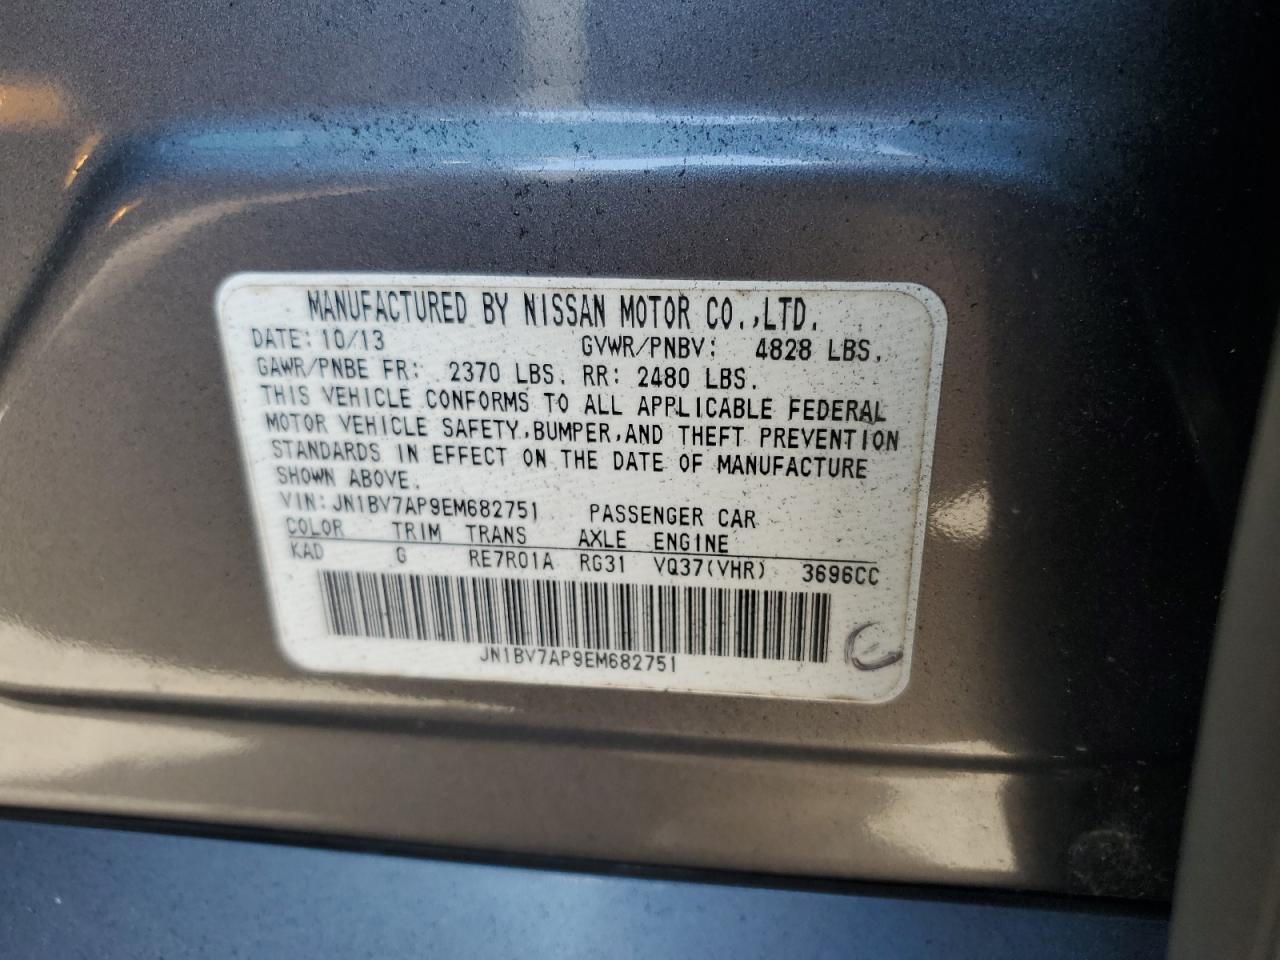 MANUFACTURED BY NISSAN MOTOR CO.,LTD.
DATE: 10/13 GVWR/PNBV: 4828 LBS.
GAWR/PNBE FR: 2370 LBS. RR: 2480 LBS.
THIS VEHICLE CONFORMS TO ALL APPLICABLE FEDERAL
MOTOR VEHICLE SAFETY,BUMPER,AND THEFT PREVENTION
STANDARDS IN EFFECT ON THE DATE OF MANUFACTURE
SHOWN ABOVE.
VIN: JN1BV7AP9EM682751 PASSENGER CAR
COLOR TRIM TRANS AXLE ENGINE
KAD G RE7R01A RG31 VQ37(VHR) 3696CC
JN1BV7AP9EM682751